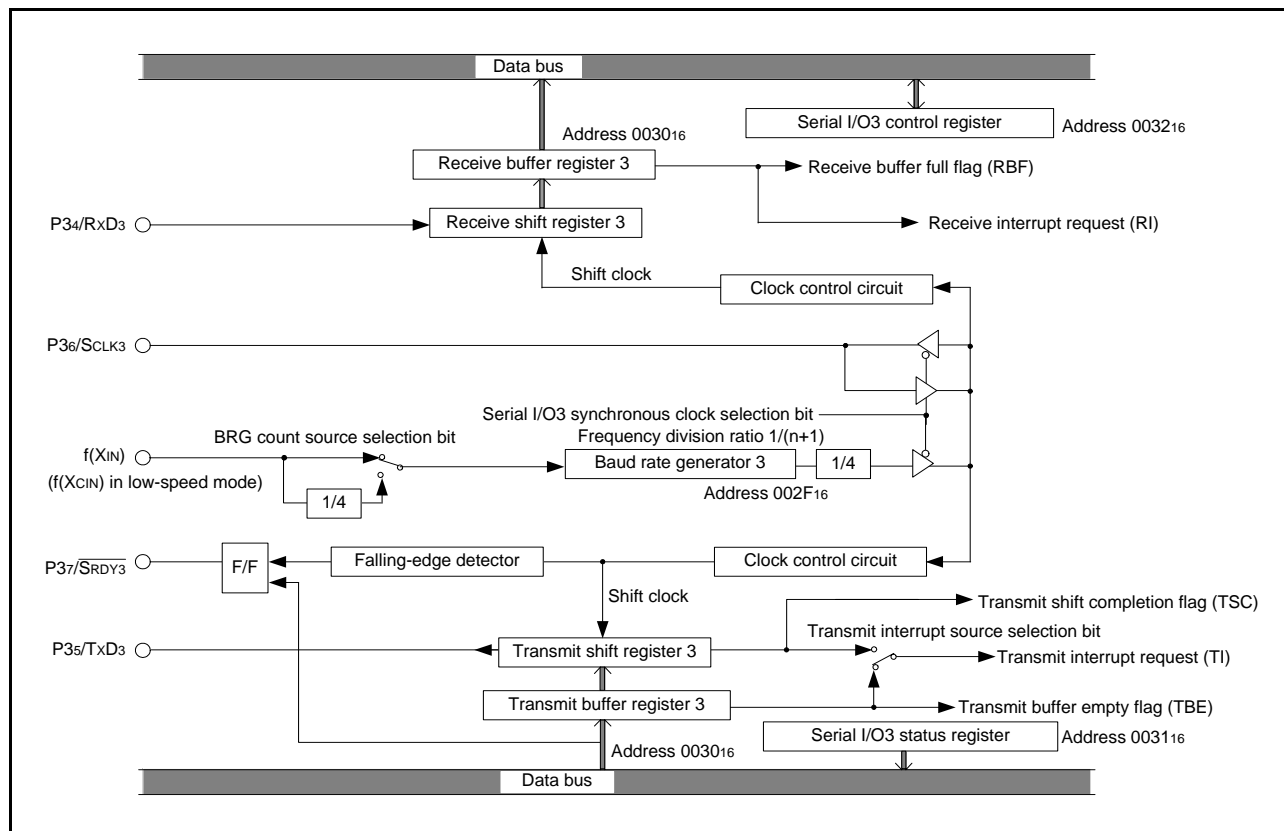 Data bus
Serial I/O3 control register
Address 003216
Address 003016
Receive buffer register 3
Receive buffer full flag (RBF)
P34/RXD3
Receive shift register 3
Receive interrupt request (RI)
Shift clock
Clock control circuit
P36/SCLK3
Serial I/O3 synchronous clock selection bit
BRG count source selection bit
Frequency division ratio 1/(n+1)
f(XIN)
Baud rate generator 3
1/4
(f(XCIN) in low-speed mode)
1/4
Address 002F16
P37/SRDY3
F/F
Falling-edge detector
Clock control circuit
Shift clock
Transmit shift completion flag (TSC)
Transmit interrupt source selection bit
P35/TXD3
Transmit shift register 3
Transmit interrupt request (TI)
Transmit buffer register 3
Transmit buffer empty flag (TBE)
Serial I/O3 status register
Address 003116
Address 003016
Data bus